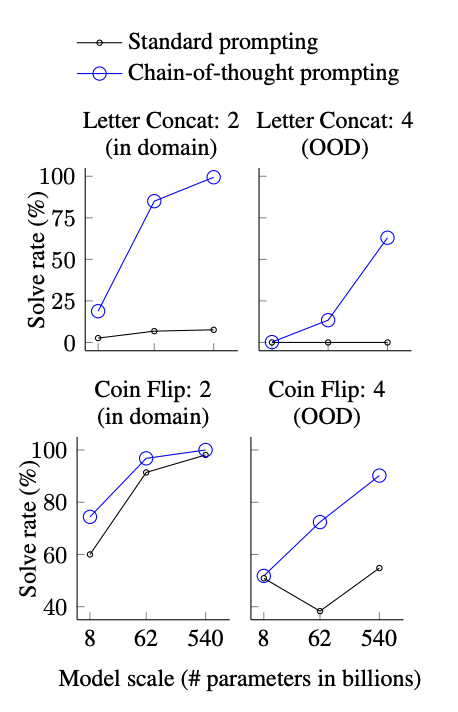 Standard prompting
Chain-of-thought prompting
Letter Concat: 2
(in domain)
Letter Concat: 4
(OOD)
Solve rate (%)
100
75
50
25
0
Coin Flip: 2
(in domain)
Coin Flip: 4
(OOD)
Solve rate (%)
100
80
60
40
8 62 540
8 62 540
Model scale (# parameters in billions)